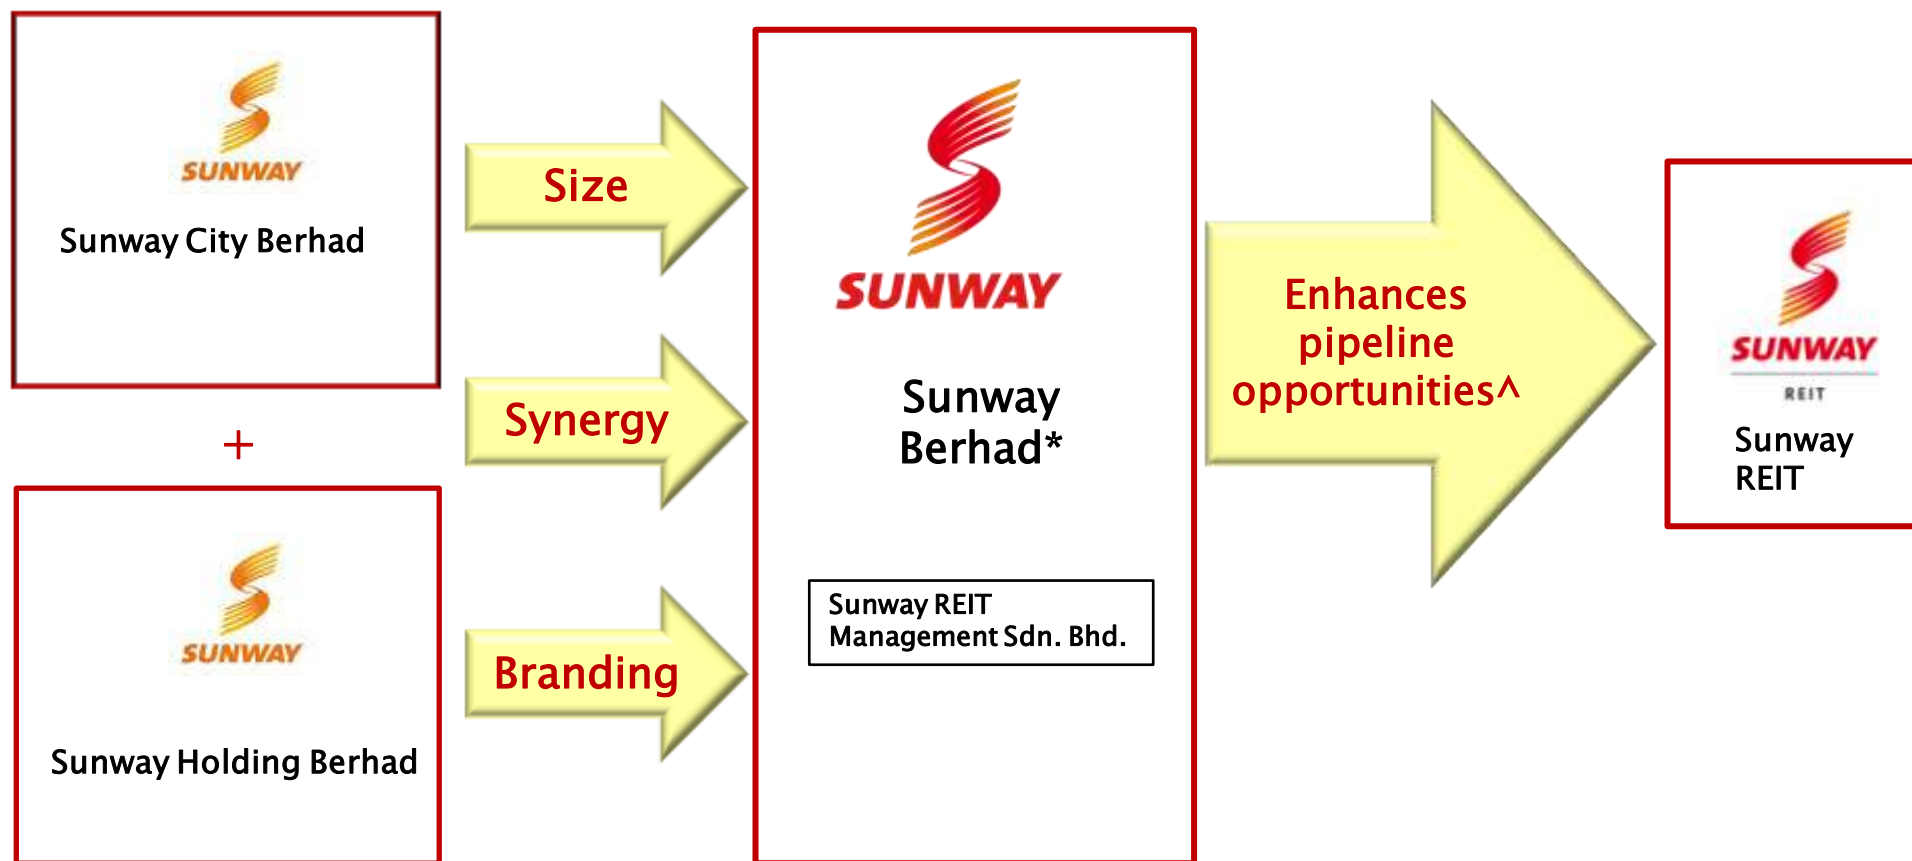 SUNWAY
Sunway City Berhad
+
SUNWAY
Sunway Holding Berhad
Size
Synergy
Branding
SUNWAY
Sunway
Berhad*
Sunway REIT
Management Sdn. Bhd.
Enhances
pipeline
opportunities^
SUNWAY
REIT
Sunway
REIT